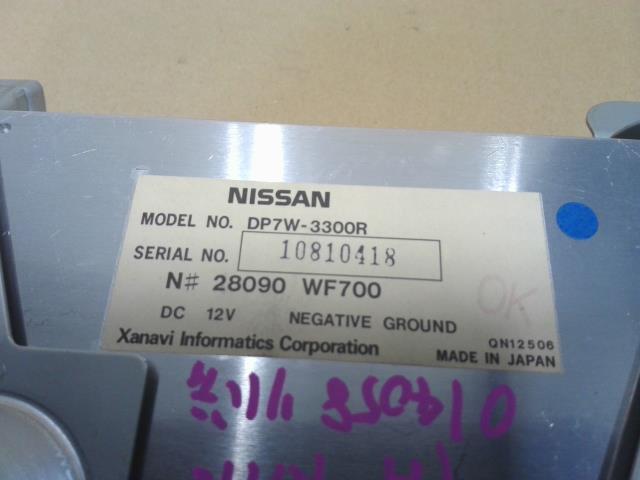 NISSAN
MODEL NO. DP7W-3300R
SERIAL NO. 10810418
N# 28090 WF700
OK
DC 12V NEGATIVE GROUND
QN12506
Xanavi Informatics Corporation MADE IN JAPAN